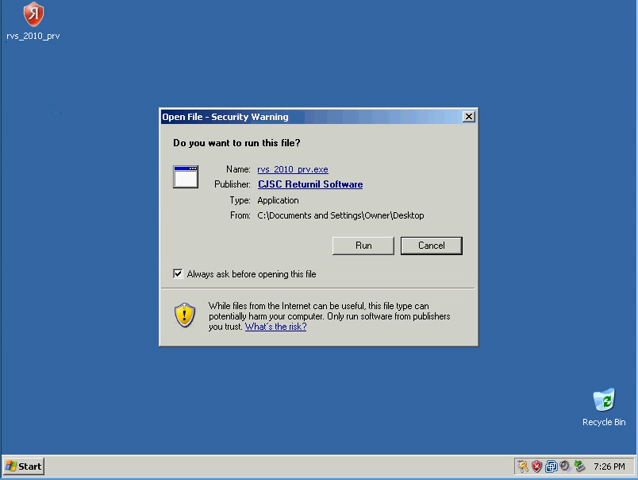 rvs_2010_prv
Open File - Security Warning
Do you want to run this file?
Name: rvs_2010_prv.exe
Publisher: CJSC Returnil Software
Type: Application
From: C:\Documents and Settings\Owner\Desktop
Run Cancel
Always ask before opening this file
While files from the Internet can be useful, this file type can
potentially harm your computer. Only run software from publishers
you trust. What's the risk?
Recycle Bin
Start 7:26 PM